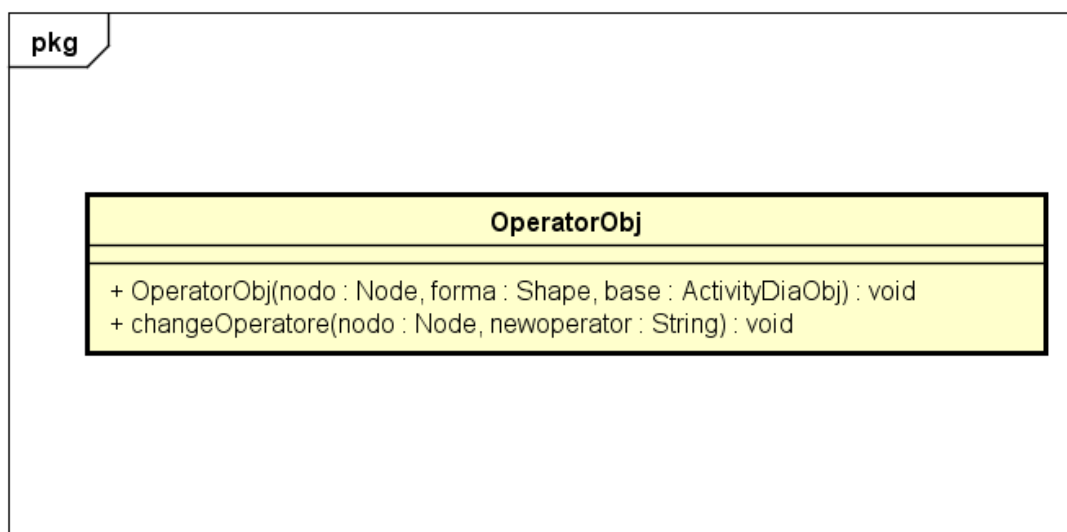 pkg
OperatorObj
+ OperatorObj(nodo : Node, forma : Shape, base : ActivityDiaObj) : void
+ changeOperatore(nodo : Node, newoperator : String) : void